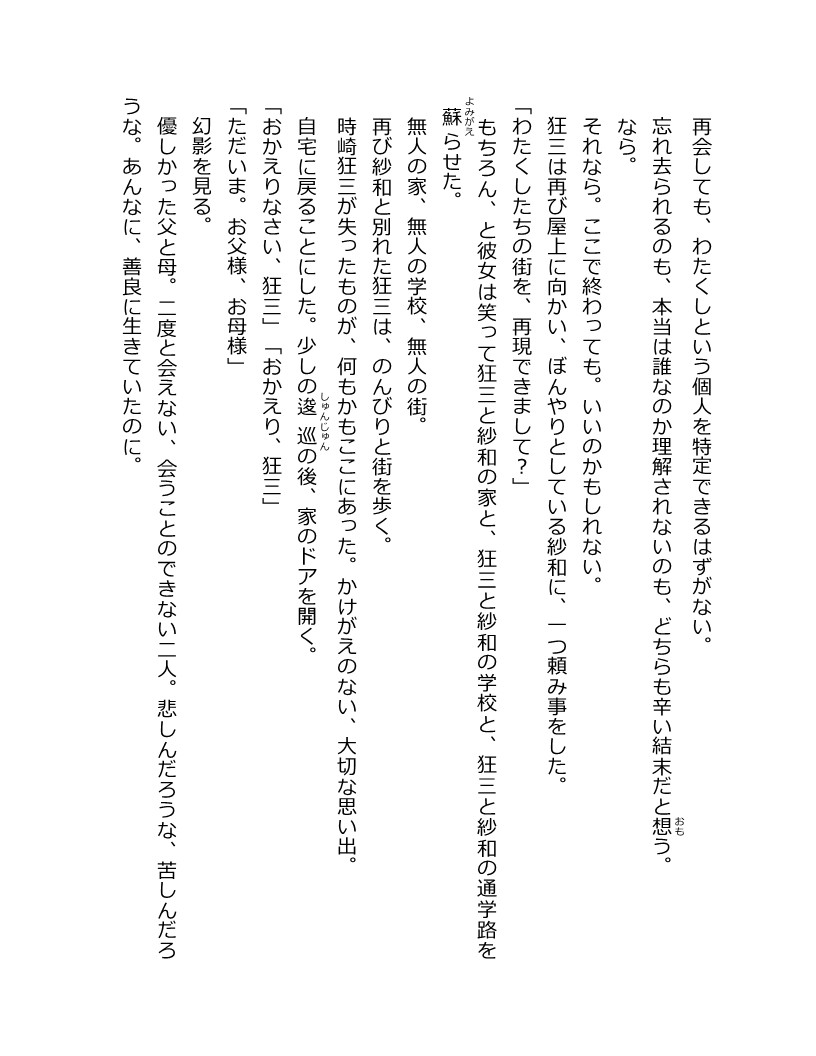 再会しても、わたくしという個人を特定できるはずがない。
忘れ去られるのも、本当は誰なのか理解されないのも、どちらも辛い結末だと想う。
おも
なら。
それなら。ここで終わっても。いいのかもしれない。
狂三は再び屋上に向かい、ぼんやりとしている紗和に、一つ頼み事をした。
「わたくしたちの街を、再現できまして?」
もちろん、と彼女は笑って狂三と紗和の家と、狂三と紗和の学校と、狂三と紗和の通学路を
蘇らせた。
よみがえ
無人の家、無人の学校、無人の街。
再び紗和と別れた狂三は、のんびりと街を歩く。
時崎狂三が失ったものが、何もかもここにあった。かけがえのない、大切な思い出。
自宅に戻ることにした。少しの逡巡の後、家のドアを開く。
しゅんじゅん
「おかえりなさい、狂三」「おかえり、狂三」
「ただいま。お父様、お母様」
幻影を見る。
優しかった父と母。二度と会えない、会うことのできない二人。悲しんだろうな、苦しんだろ
うな。あんなに、善良に生きていたのに。